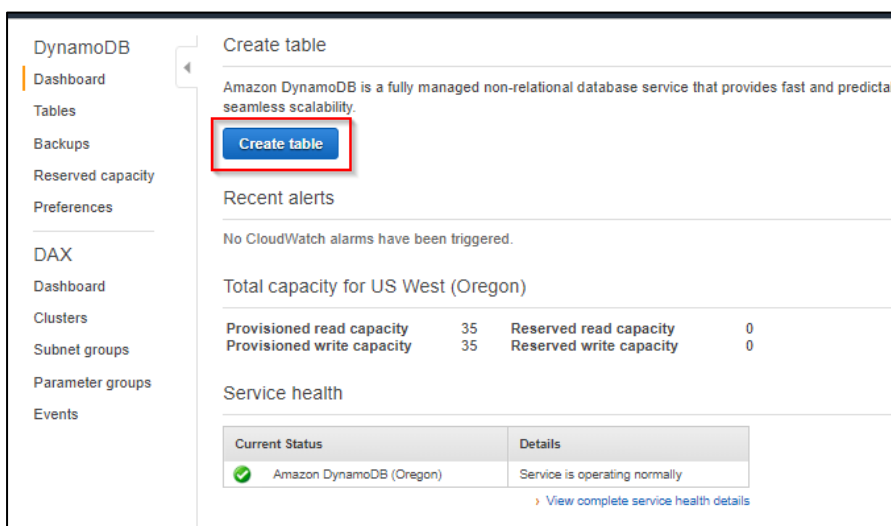 DynamoDB
Dashboard
Tables
Backups
Reserved capacity
Preferences
DAX
Dashboard
Clusters
Subnet groups
Parameter groups
Events
Create table
Amazon DynamoDB is a fully managed non-relational database service that provides fast and
seamless scalability.
Create table
Recent alerts
No CloudWatch alarms have been triggered.
Total capacity for US West (Oregon)
Provisioned read capacity 35 Reserved read capacity 0
Provisioned write capacity 35 Reserved write capacity 0
Service health
Current Status Details
Amazon DynamoDB (Oregon) Service is operating normally
› View complete service health details